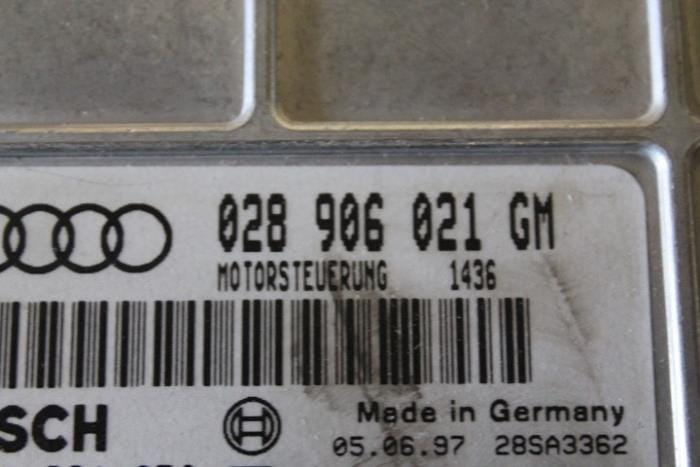 028 906 021 GM
MOTORSTEUERUNG 1436
SCH
Made in Germany
05.06.97 28SA3362